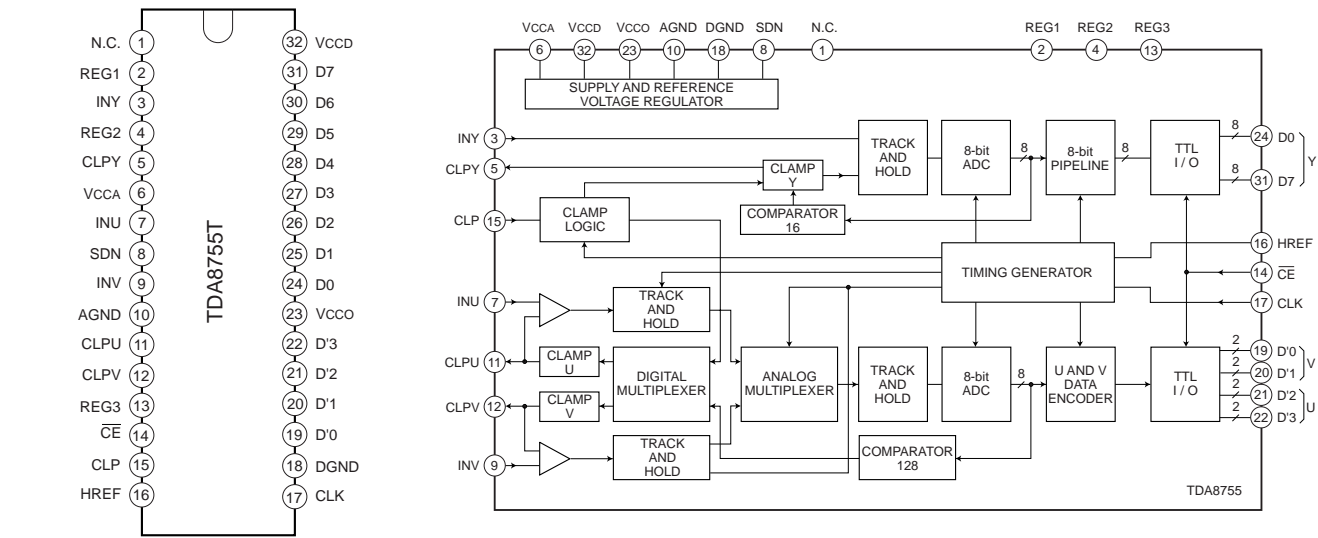 N.C. 1
REG1 2
INY 3
REG2 4
CLPY 5
VCCA 6
INU 7
SDN 8
INV 9
AGND 10
CLPU 11
CLPV 12
REG3 13
CE 14
CLP 15
HREF 16
TDA8755T
32 VCCD
31 D7
30 D6
29 D5
28 D4
27 D3
26 D2
25 D1
24 D0
23 VCCO
22 D'3
21 D'2
20 D'1
19 D'0
18 DGND
17 CLK
VCCA VCCD VCCO AGND DGND SDN N.C. REG1 REG2 REG3
6 32 23 10 18 8 1 2 4 13
SUPPLY AND REFERENCE
VOLTAGE REGULATOR
INY 3
CLPY 5
CLP 15
CLAMP
LOGIC
CLAMP
Y
COMPARATOR
16
TRACK
AND
HOLD
8-bit
ADC
8
8-bit
PIPELINE
8
TTL
I / O
8
24 D0
8
31 D7
Y
TIMING GENERATOR
16 HREF
14 CE
17 CLK
INU 7
TRACK
AND
HOLD
CLPU 11
CLAMP
U
CLPV 12
CLAMP
V
DIGITAL
MULTIPLEXER
ANALOG
MULTIPLEXER
TRACK
AND
HOLD
8-bit
ADC
8
U AND V
DATA
ENCODER
TTL
I / O
2
19 D'0
2
20 D'1
V
2
21 D'2
2
22 D'3
U
INV 9
TRACK
AND
HOLD
COMPARATOR
128
TDA8755